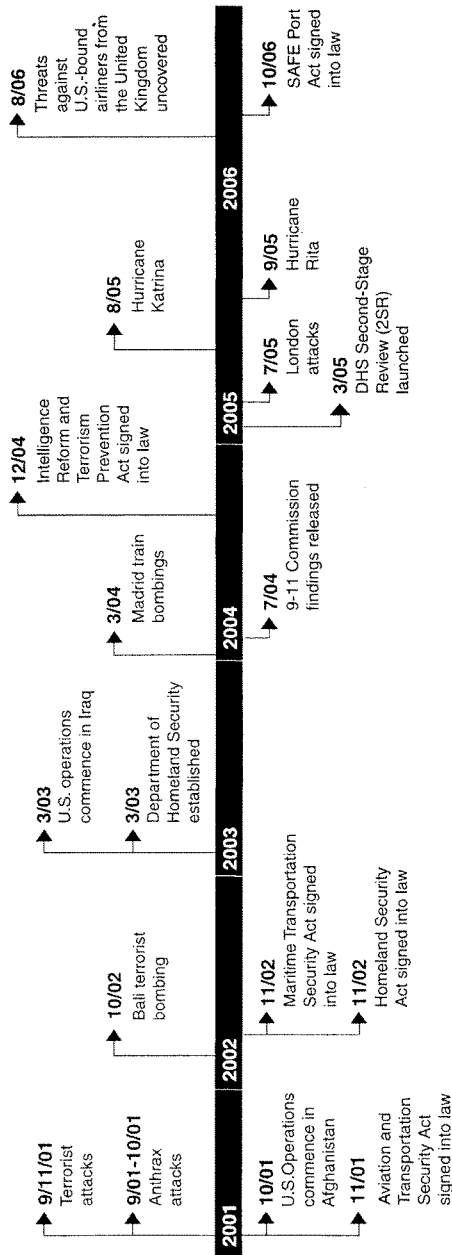 9/11/01
Terrorist
attacks
9/01-10/01
Anthrax
attacks
2001
10/01
U.S.Operations
commence in
Afghanistan
11/01
Aviation and
Transportation
Security Act
signed into law
10/02
Bali terrorist
bombing
2002
11/02
Maritime Transportation
Security Act signed
into law
11/02
Homeland Security
Act signed into law
3/03
U.S. operations
commence in Iraq
3/03
Department of
Homeland Security
established
2003
3/04
Madrid train
bombings
2004
7/04
9-11 Commission
findings released
12/04
Intelligence
Reform and
Terrorism
Prevention
Act signed
into law
2005
3/05
DHS Second-Stage
Review (2SR)
launched
7/05
London
attacks
8/05
Hurricane
Katrina
9/05
Hurricane
Rita
2006
8/06
Threats
against
U.S.-bound
airliners from
the United
Kingdom
uncovered
10/06
SAFE Port
Act signed
into law